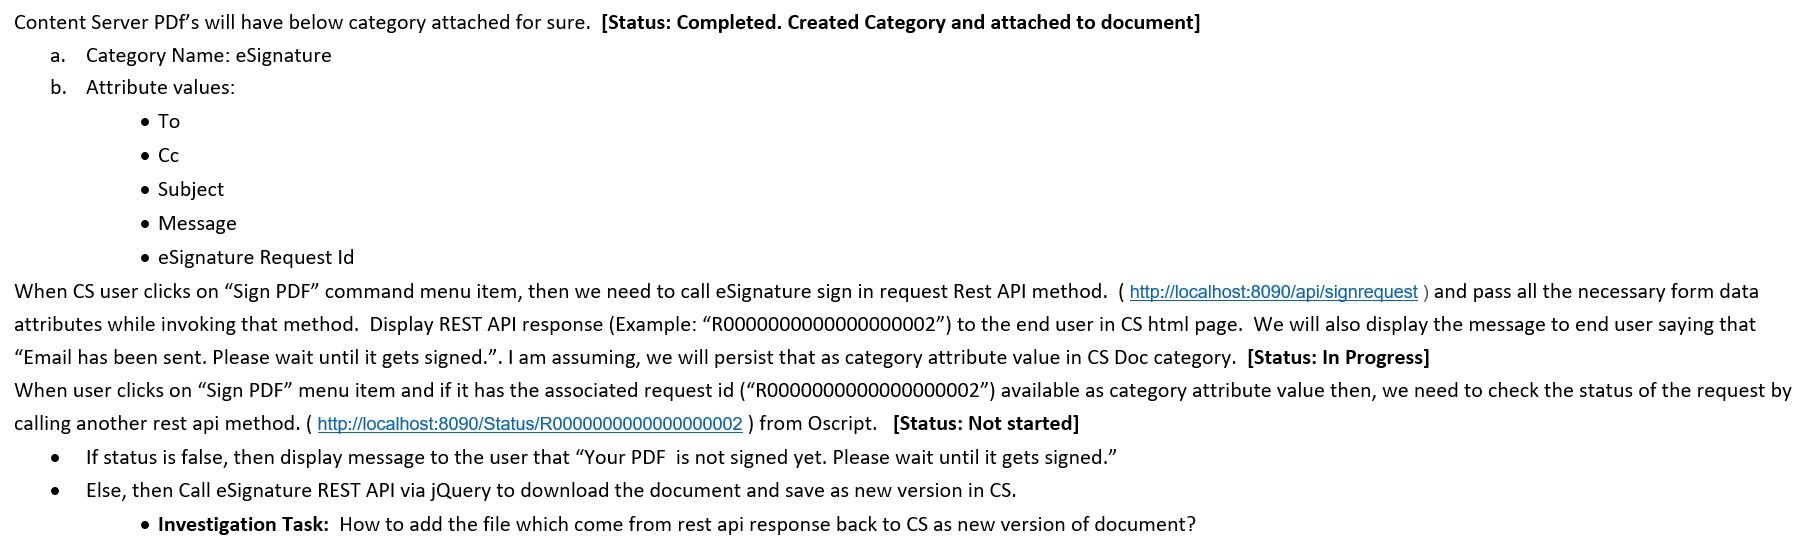 Content Server PDf’s will have below category attached for sure.  [Status: Completed. Created Category and attached to document]
a. Category Name: eSignature
b. Attribute values:
• To
• Cc
• Subject
• Message
• eSignature Request Id
When CS user clicks on “Sign PDF” command menu item, then we need to call eSignature sign in request Rest API method.  ( http://localhost:8090/api/signrequest ) and pass all the necessary form data
attributes while invoking that method.  Display REST API response (Example: “R0000000000000000002”) to the end user in CS html page.  We will also display the message to end user saying that
“Email has been sent. Please wait until it gets signed.”. I am assuming, we will persist that as category attribute value in CS Doc category.  [Status: In Progress]
When user clicks on “Sign PDF” menu item and if it has the associated request id (“R0000000000000000002”) available as category attribute value then, we need to check the status of the request by
calling another rest api method. ( http://localhost:8090/Status/R0000000000000000002 ) from Oscript.   [Status: Not started]
• If status is false, then display message to the user that “Your PDF  is not signed yet. Please wait until it gets signed.”
• Else, then Call eSignature REST API via jQuery to download the document and save as new version in CS.
• Investigation Task:  How to add the file which come from rest api response back to CS as new version of document?